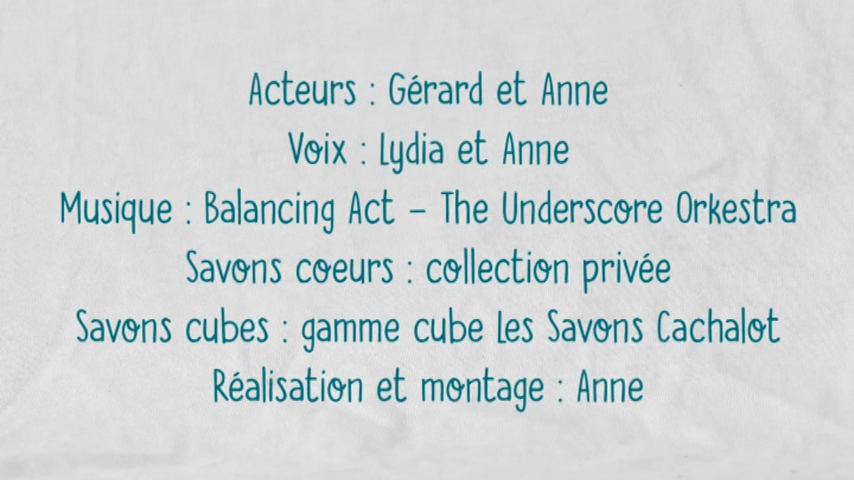 Acteurs : Gérard et Anne
Voix : Lydia et Anne
Musique : Balancing Act – The Underscore Orkestra
Savons coeurs : collection privée
Savons cubes : gamme cube Les Savons Cachalot
Réalisation et montage : Anne